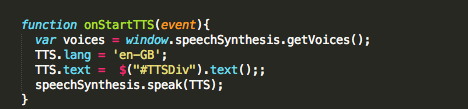 function onStartTTS(event){
  var voices = window.speechSynthesis.getVoices();
  TTS.lang = 'en-GB';
  TTS.text =  $("#TTSDiv").text();;
  speechSynthesis.speak(TTS);
}